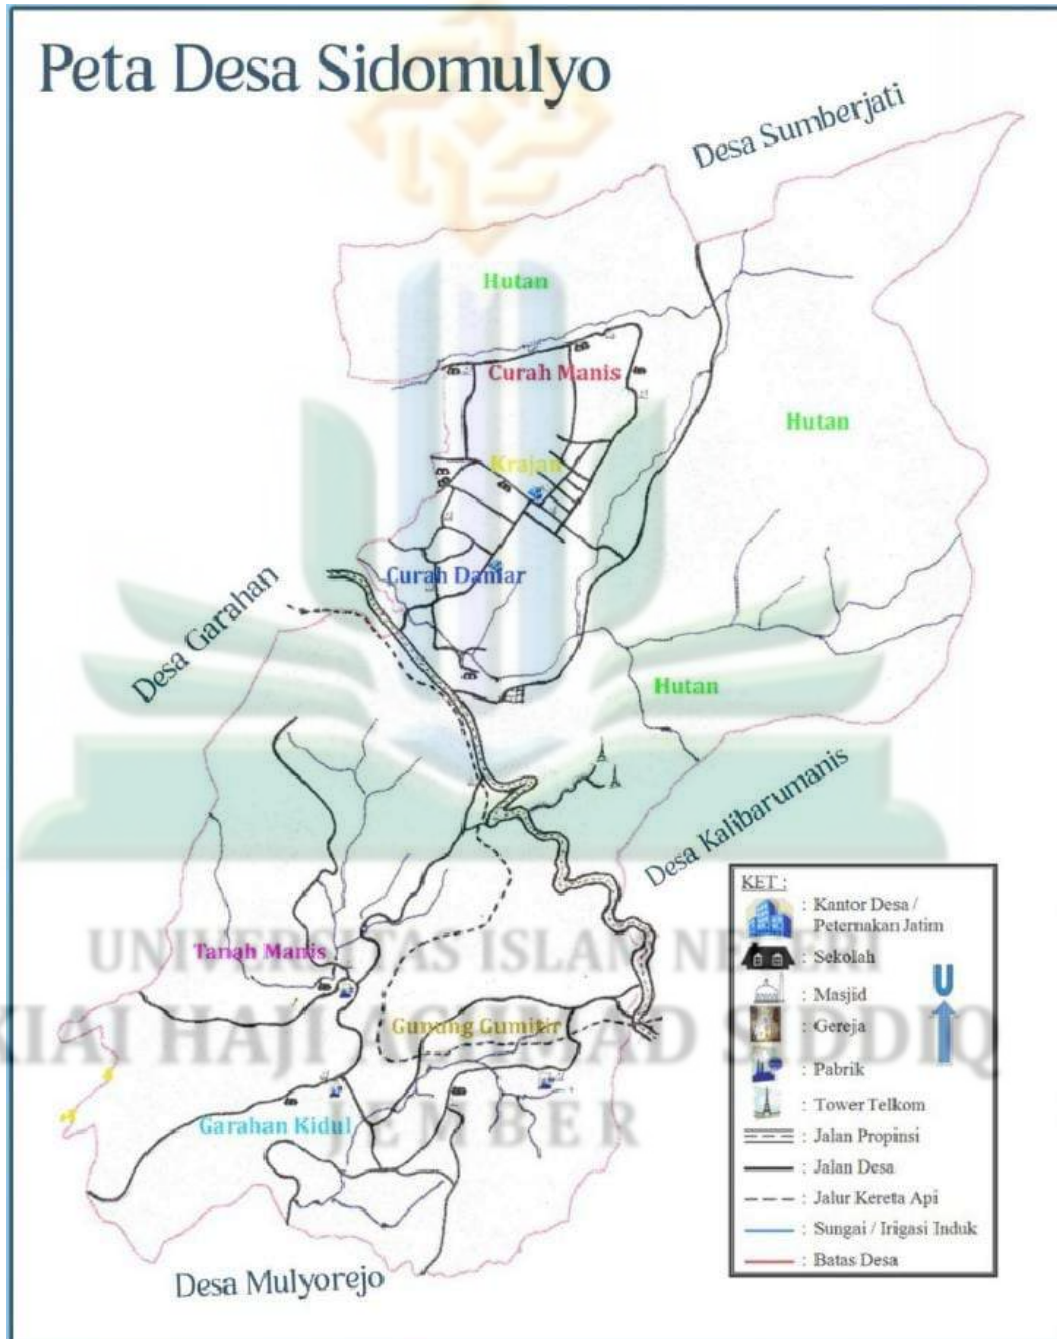 Peta Desa Sidomulyo
Desa Sumberjati
Hutan
Curah Manis
Hutan
Krajan
Curah Damar
Desa Garahan
Hutan
Desa Kalibarumanis
KET :
: Kantor Desa /
Peternakan Jatim
: Sekolah
: Masjid
: Gereja
: Pabrik
: Tower Telkom
: Jalan Propinsi
: Jalan Desa
: Jalur Kereta Api
: Sungai / Irigasi Induk
: Batas Desa
U
UNIVERSITAS ISLAM NEGERI
Tanah Manis
KIAI HAJI ACHMAD SIDDIQ
Gunung Gumitir
JEMBER
Garahan Kidul
Desa Mulyorejo